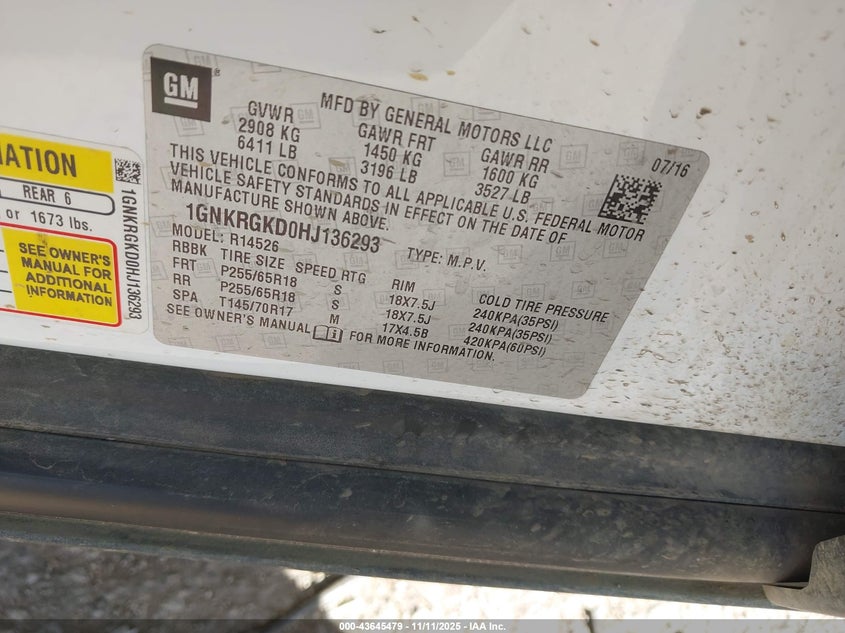 GM
MFD BY GENERAL MOTORS LLC
GVWR GAWR FRT GAWR RR
2908 KG 1450 KG 1600 KG
6411 LB 3196 LB 3527 LB
07/16
THIS VEHICLE CONFORMS TO ALL APPLICABLE U.S. FEDERAL MOTOR
VEHICLE SAFETY STANDARDS IN EFFECT ON THE DATE OF
MANUFACTURE SHOWN ABOVE.
1GNKRGKD0HJ136293
MODEL: R14526 TYPE: M.P.V.
RBBK TIRE SIZE SPEED RTG RIM COLD TIRE PRESSURE
FRT P255/65R18 S 18X7.5J 240KPA(35PSI)
RR P255/65R18 S 18X7.5J 240KPA(35PSI)
SPA T145/70R17 M 17X4.5B 420KPA(60PSI)
SEE OWNER'S MANUAL FOR MORE INFORMATION.
REAR 6
or 1673 lbs.
SEE OWNER'S
MANUAL FOR
ADDITIONAL
INFORMATION
1GNKRGKD0HJ136293
000-43645479 - 11/11/2025 - IAA Inc.